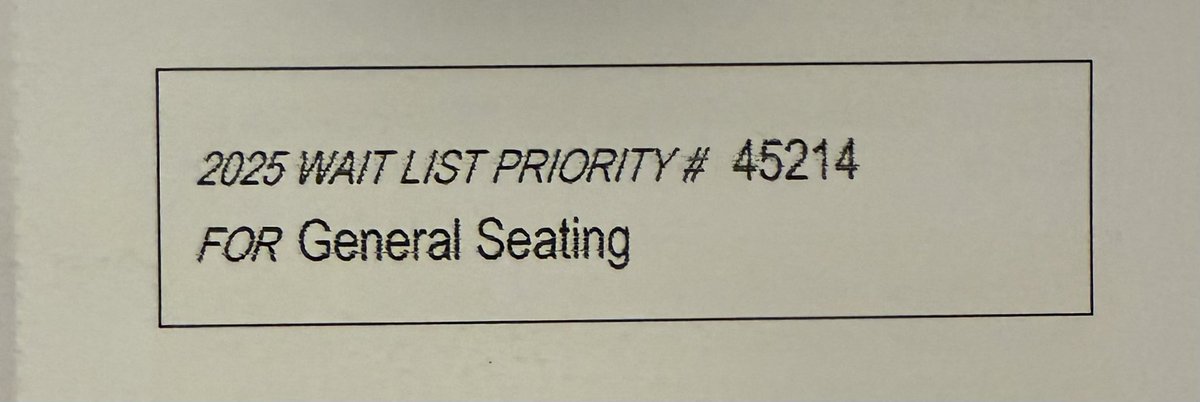 2025 WAIT LIST PRIORITY # 45214
FOR General Seating